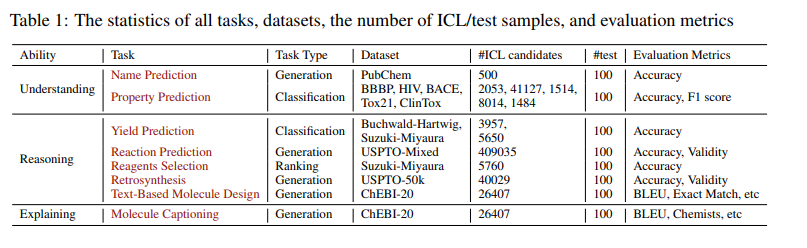 Table 1: The statistics of all tasks, datasets, the number of ICL/test samples, and evaluation metrics
Ability | Task | Task Type | Dataset | #ICL candidates | #test | Evaluation Metrics
Understanding | Name Prediction | Generation | PubChem | 500 | 100 | Accuracy
Property Prediction | Classification | BBBP, HIV, BACE, | 2053, 41127, 1514, | 100 | Accuracy, F1 score
Tox21, ClinTox | 8014, 1484
Reasoning | Yield Prediction | Classification | Buchwald-Hartwig, | 3957, | 100 | Accuracy
Suzuki-Miyaura | 5650
Reaction Prediction | Generation | USPTO-Mixed | 409035 | 100 | Accuracy, Validity
Reagents Selection | Ranking | Suzuki-Miyaura | 5760 | 100 | Accuracy
Retrosynthesis | Generation | USPTO-50k | 40029 | 100 | Accuracy, Validity
Text-Based Molecule Design | Generation | ChEBI-20 | 26407 | 100 | BLEU, Exact Match, etc
Explaining | Molecule Captioning | Generation | ChEBI-20 | 26407 | 100 | BLEU, Chemists, etc